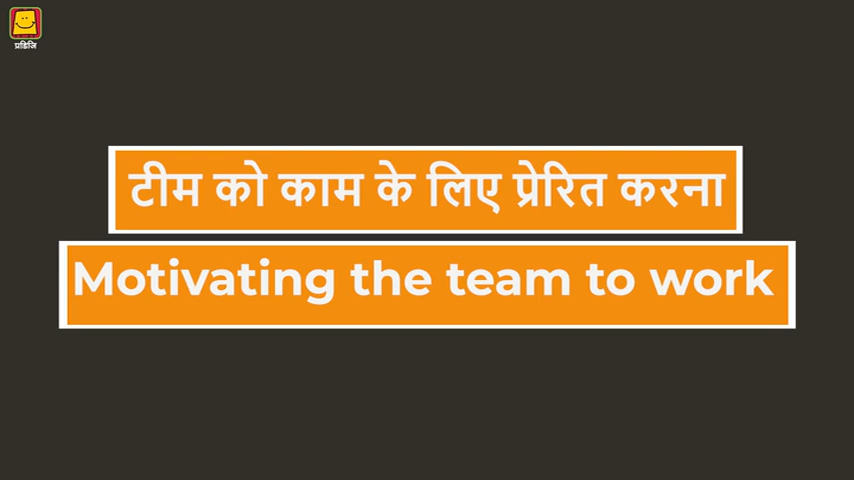 प्रडिजि
टीम को काम के लिए प्रेरित करना
Motivating the team to work